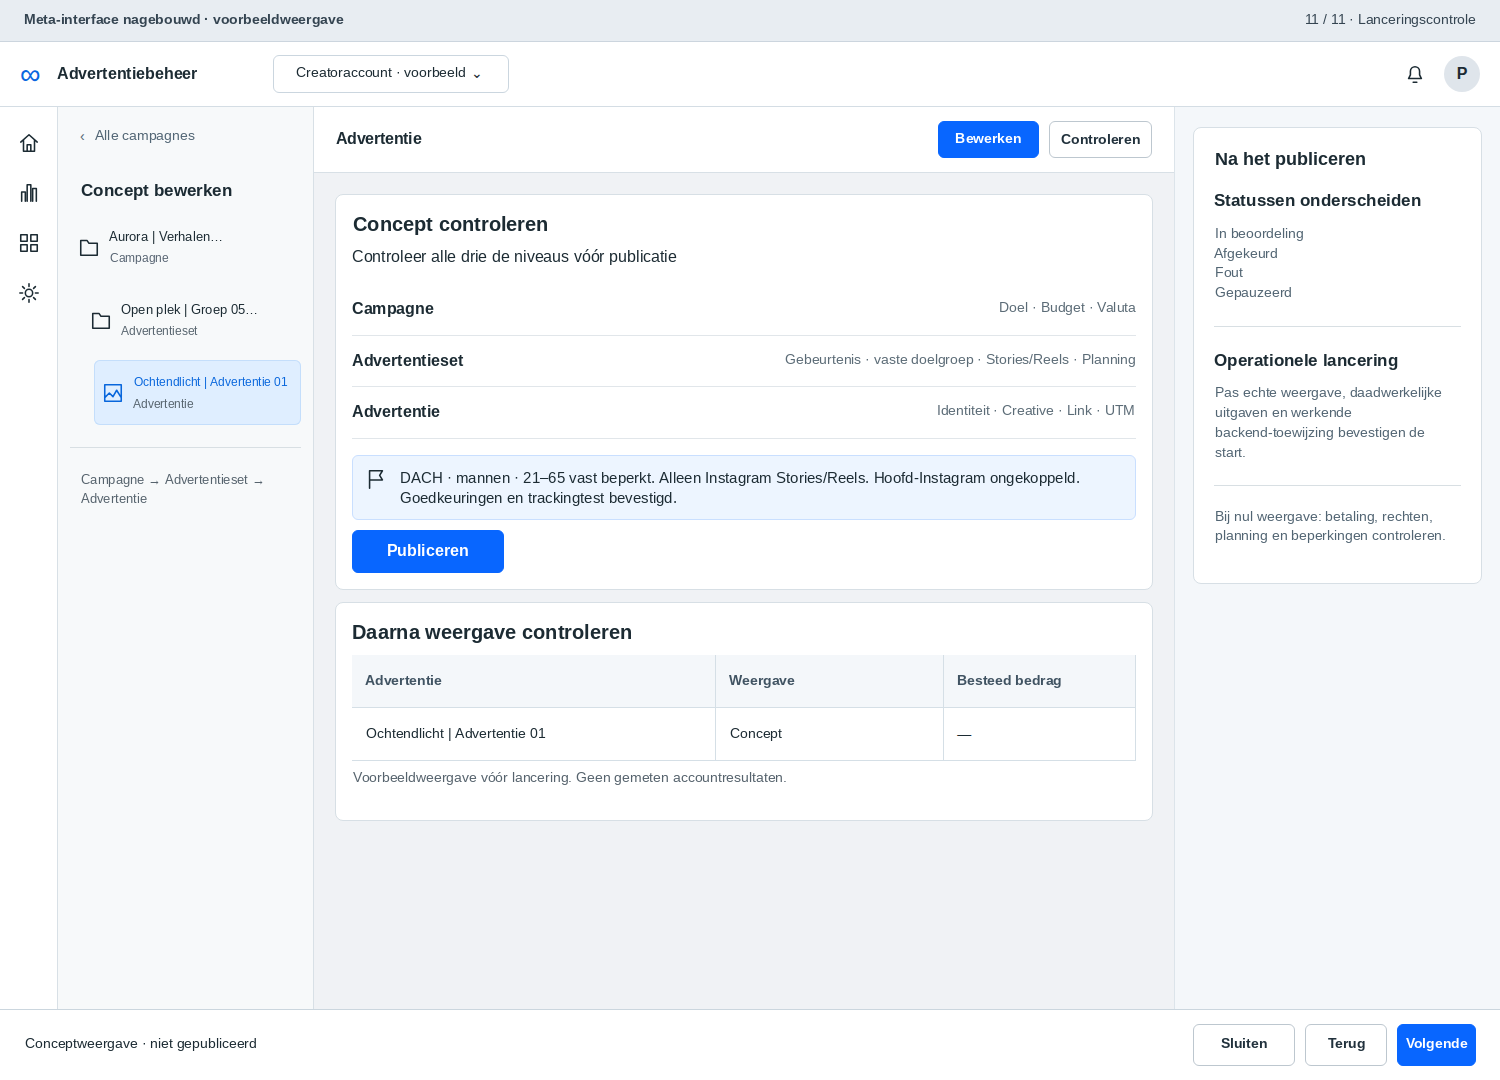 Meta-interface nagebouwd · voorbeeldweergave
11 / 11 · Lanceringscontrole
Advertentiebeheer
Creatoraccount · voorbeeld
P
‹ Alle campagnes
Concept bewerken
Aurora | Verhalen…
Campagne
Open plek | Groep 05…
Advertentieset
Ochtendlicht | Advertentie 01
Advertentie
Campagne → Advertentieset →
Advertentie
Advertentie
Bewerken
Controleren
Concept controleren
Controleer alle drie de niveaus vóór publicatie
Campagne
Doel · Budget · Valuta
Advertentieset
Gebeurtenis · vaste doelgroep · Stories/Reels · Planning
Advertentie
Identiteit · Creative · Link · UTM
DACH · mannen · 21–65 vast beperkt. Alleen Instagram Stories/Reels. Hoofd-Instagram ongekoppeld.
Goedkeuringen en trackingtest bevestigd.
Publiceren
Daarna weergave controleren
Advertentie
Weergave
Besteed bedrag
Ochtendlicht | Advertentie 01
Concept
—
Voorbeeldweergave vóór lancering. Geen gemeten accountresultaten.
Na het publiceren
Statussen onderscheiden
In beoordeling
Afgekeurd
Fout
Gepauzeerd
Operationele lancering
Pas echte weergave, daadwerkelijke
uitgaven en werkende
backend-toewijzing bevestigen de
start.
Bij nul weergave: betaling, rechten,
planning en beperkingen controleren.
Conceptweergave · niet gepubliceerd
Sluiten
Terug
Volgende